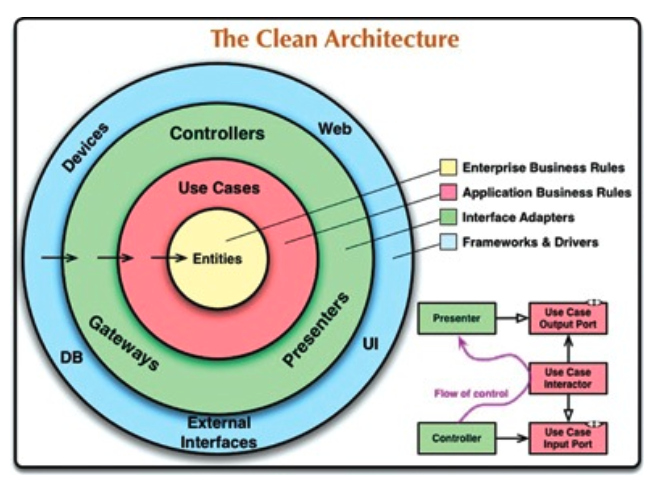 The Clean Architecture
Devices
Web
Controllers
Use Cases
Entities
Gateways
Presenters
DB
UI
External
Interfaces
Enterprise Business Rules
Application Business Rules
Interface Adapters
Frameworks & Drivers
Presenter
Use Case
Output Port
Use Case
Interactor
Flow of control
Controller
Use Case
Input Port